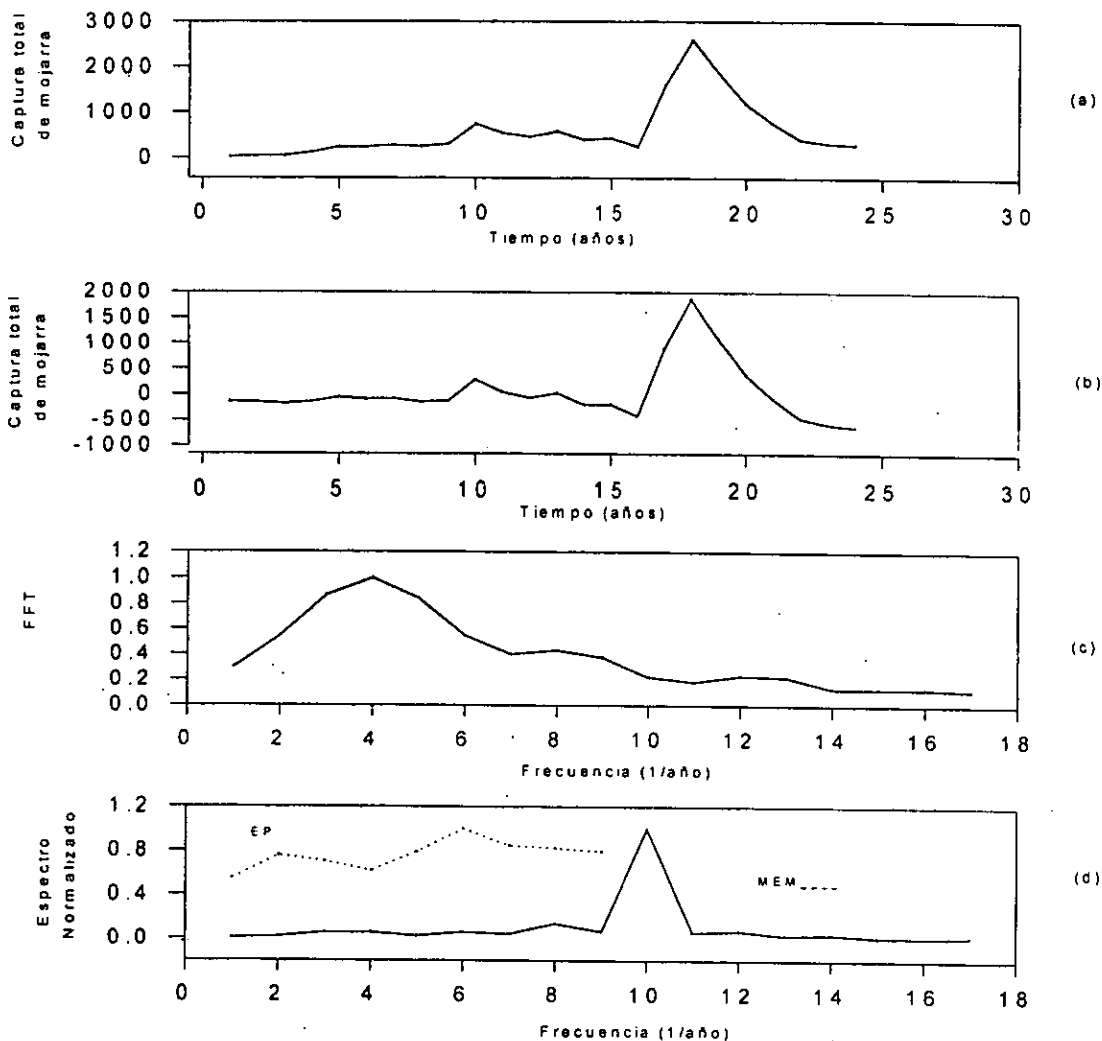 Captura total
de mojarra
3000
2000
1000
0
(a)
0 5 10 15 20 25 30
Tiempo (años)
Captura total
de mojarra
2000
1500
1000
500
0
-500
-1000
(b)
0 5 10 15 20 25 30
Tiempo (años)
FFT
1.2
1.0
0.8
0.6
0.4
0.2
0.0
(c)
0 2 4 6 8 10 12 14 16 18
Frecuencia (1/año)
Espectro
Normalizado
1.2
0.8
0.4
0.0
EP
MEM
(d)
0 2 4 6 8 10 12 14 16 18
Frecuencia (1/año)